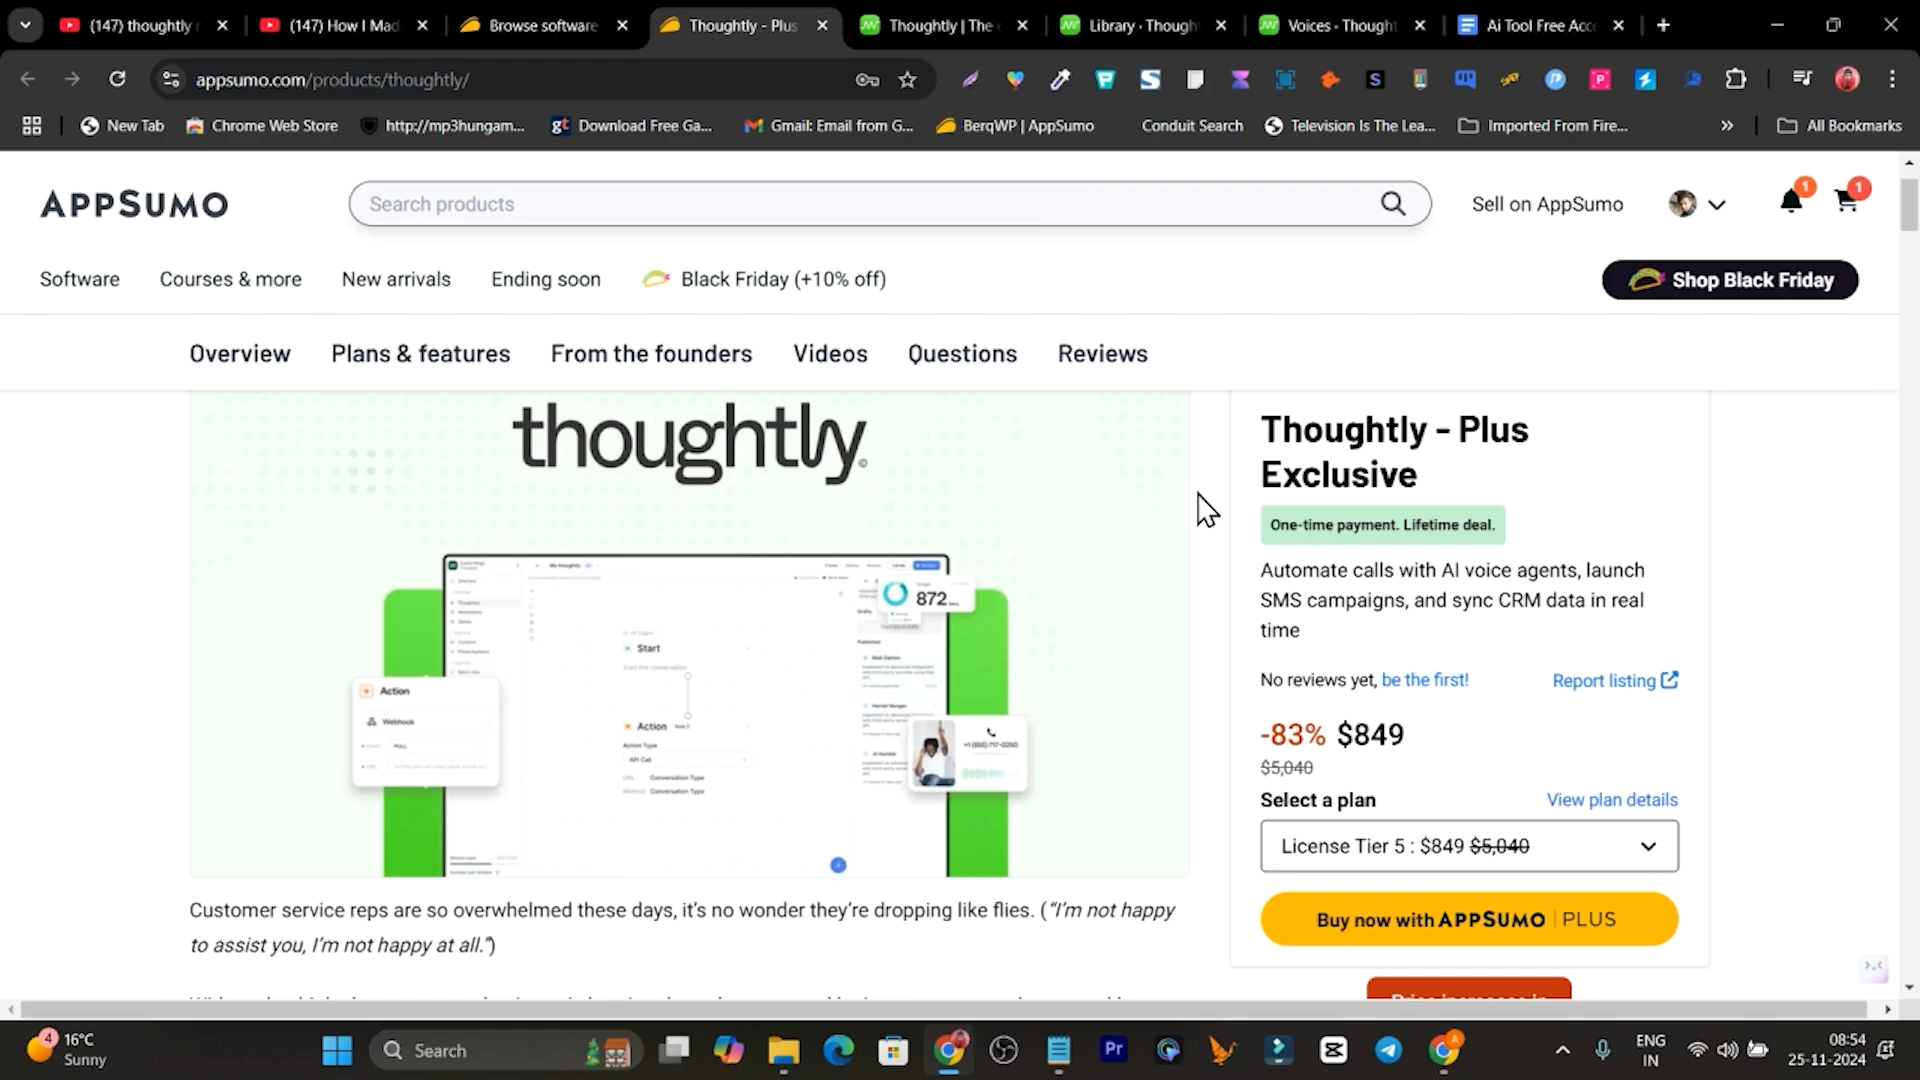 (147) thoughtly r
(147) How I Mad
Browse software
Thoughtly - Plus
Thoughtly | The c
Library · Though
Voices - Though
Ai Tool Free Acc
appsumo.com/products/thoughtly/
New Tab
Chrome Web Store
http://mp3hungam...
Download Free Ga...
Gmail: Email from G...
BerqWP | AppSumo
Conduit Search
Television Is The Lea...
Imported From Fire...
All Bookmarks
APPSUMO
Search products
Sell on AppSumo
1
1
Software
Courses & more
New arrivals
Ending soon
Black Friday (+10% off)
Shop Black Friday
Overview
Plans & features
From the founders
Videos
Questions
Reviews
thoughtly
Start
Start the conversation
Action
Action Type
API Call
Conversation Type
Method Conversation Type
Action
Webhook
872
Thoughtly - Plus
Exclusive
One-time payment. Lifetime deal.
Automate calls with AI voice agents, launch
SMS campaigns, and sync CRM data in real
time
No reviews yet, be the first!
Report listing
-83% $849
$5,040
Select a plan
View plan details
License Tier 5 : $849 $5,040
Buy now with APPSUMO | PLUS
Customer service reps are so overwhelmed these days, it's no wonder they're dropping like flies. (“I'm not happy
to assist you, I'm not happy at all.”)
4
16°C
Sunny
Search
ENG
IN
08:54
25-11-2024